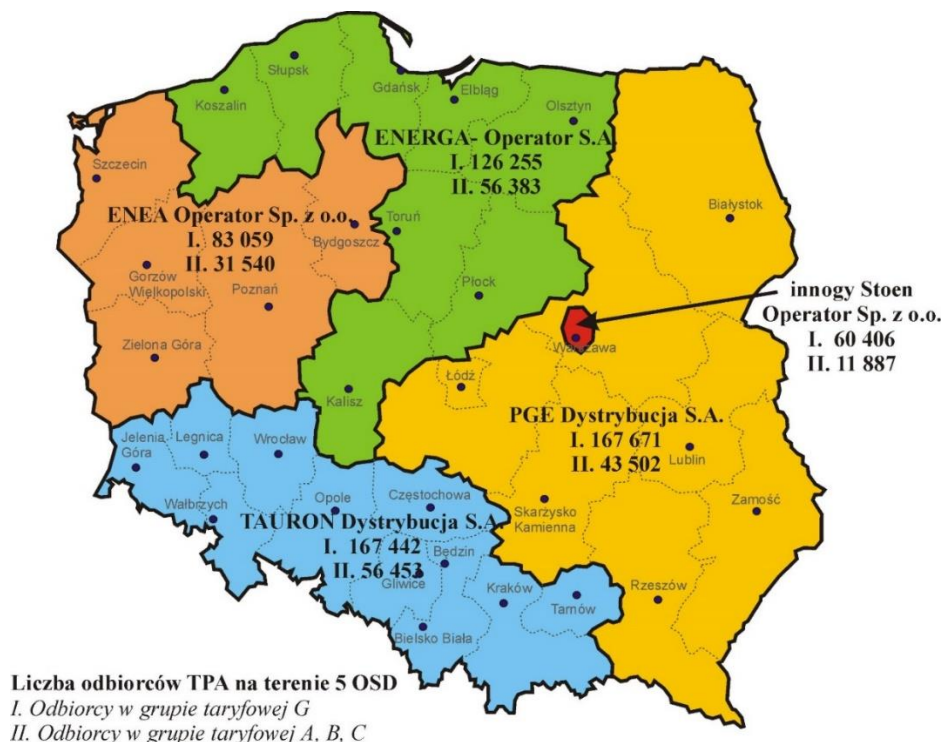 Słupsk
Koszalin
Gdańsk
Elbląg
Olsztyn
ENERGA- Operator S.A.
I. 126 255
II. 56 383
Szczecin
ENEA Operator Sp. z o.o.
I. 83 059
II. 31 540
Toruń
Bydgoszcz
Białystok
Gorzów
Wielkopolski
Poznań
Płock
innogy Stoen
Operator Sp. z o.o.
I. 60 406
II. 11 887
Warszawa
Zielona Góra
Łódź
Kalisz
PGE Dystrybucja S.A.
I. 167 671
II. 43 502
Lublin
Jelenia
Góra
Legnica
Wrocław
Wałbrzych
Opole
Częstochowa
Skarżysko
Kamienna
Zamość
TAURON Dystrybucja S.A.
I. 167 442
II. 56 453
Będzin
Gliwice
Kraków
Tarnów
Rzeszów
Bielsko Biała
Liczba odbiorców TPA na terenie 5 OSD
I. Odbiorcy w grupie taryfowej G
II. Odbiorcy w grupie taryfowej A, B, C